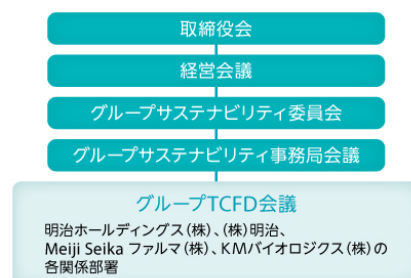 取締役会
経営会議
グループサステナビリティ委員会
グループサステナビリティ事務局会議
グループTCFD会議
明治ホールディングス(株)、(株)明治、
Meiji Seika ファルマ(株)、KMバイオロジクス(株)の
各関係部署